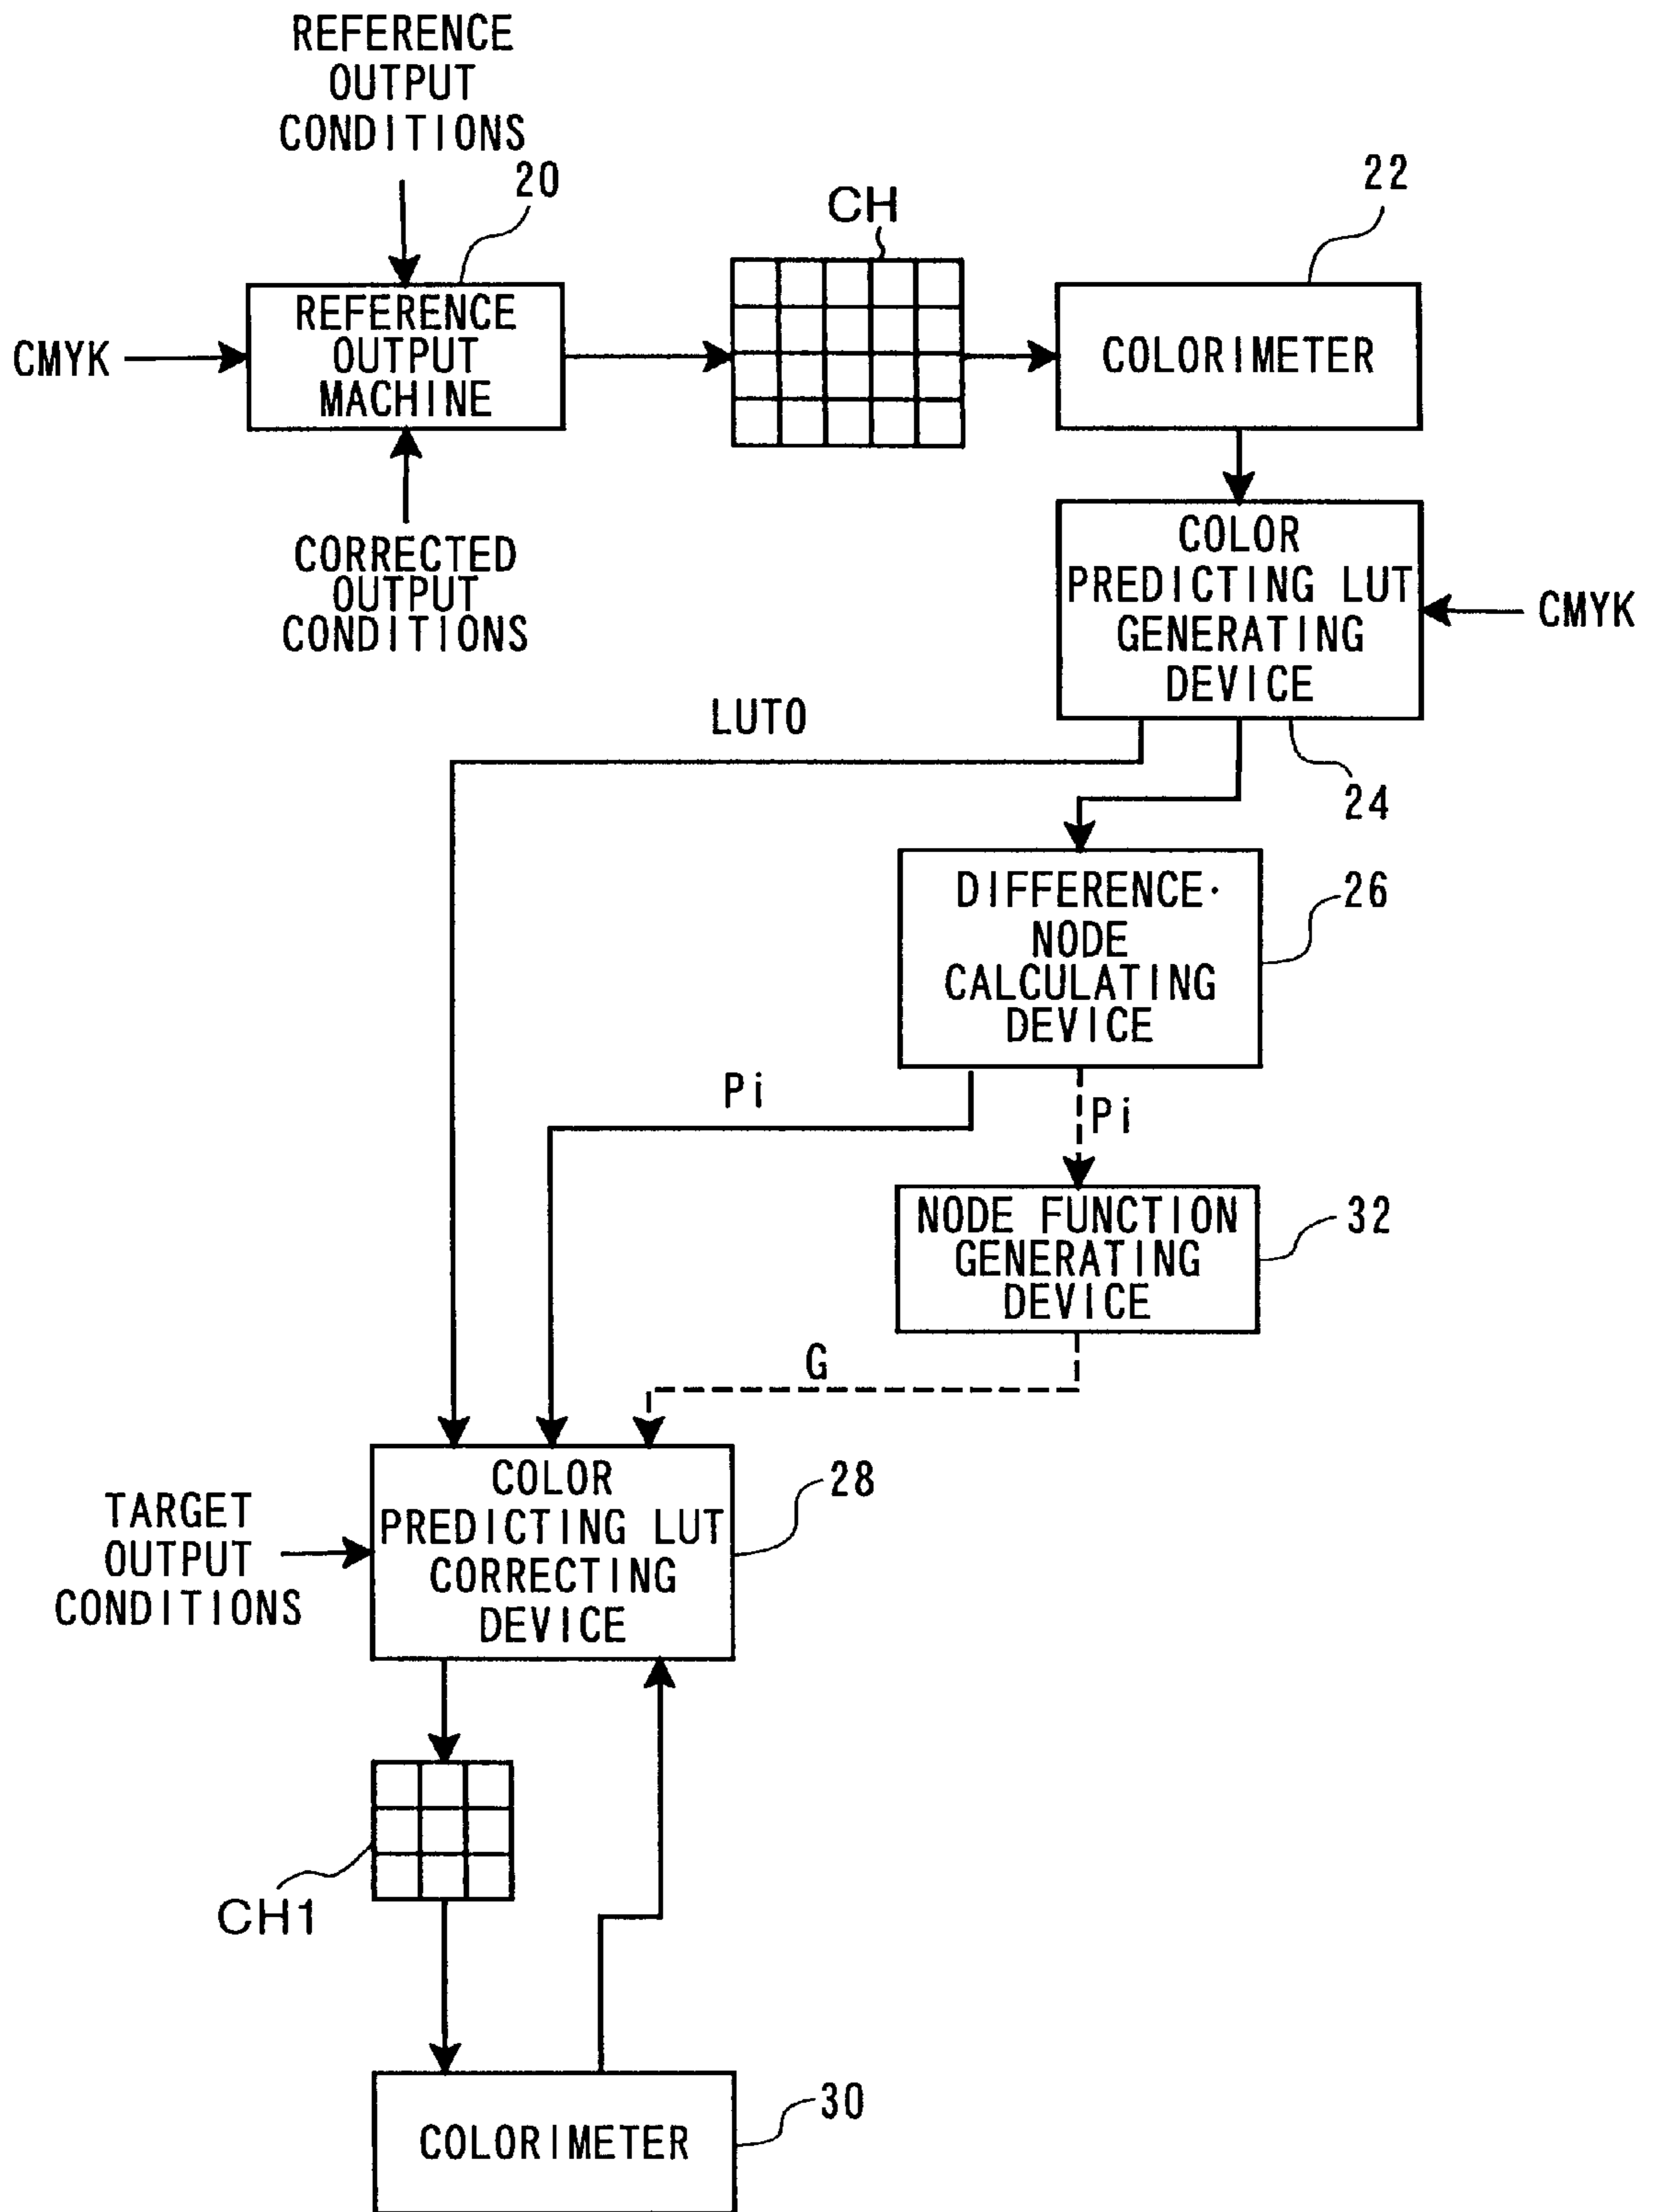 REFERENCE
OUTPUT
CONDITIONS
20
CH
22
CMYK
REFERENCE
OUTPUT
MACHINE
COLORIMETER
CORRECTED
OUTPUT
CONDITIONS
COLOR
PREDICTING LUT
GENERATING
DEVICE
CMYK
LUT0
24
DIFFERENCE·
NODE
CALCULATING
DEVICE
26
Pi
Pi
NODE FUNCTION
GENERATING
DEVICE
32
G
TARGET
OUTPUT
CONDITIONS
COLOR
PREDICTING LUT
CORRECTING
DEVICE
28
CH1
COLORIMETER
30